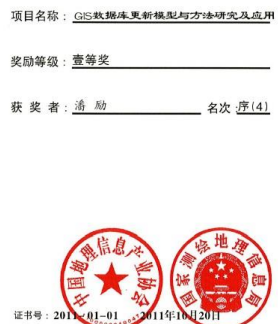 项目名称：GIS数据库更新模型与方法研究及应用
奖励等级：壹等奖
获奖者：潘励 名次:序(4)
中国地理信息产业协会
国家测绘地理信息局
证书号：2011-01-01-01 2011年10月20日